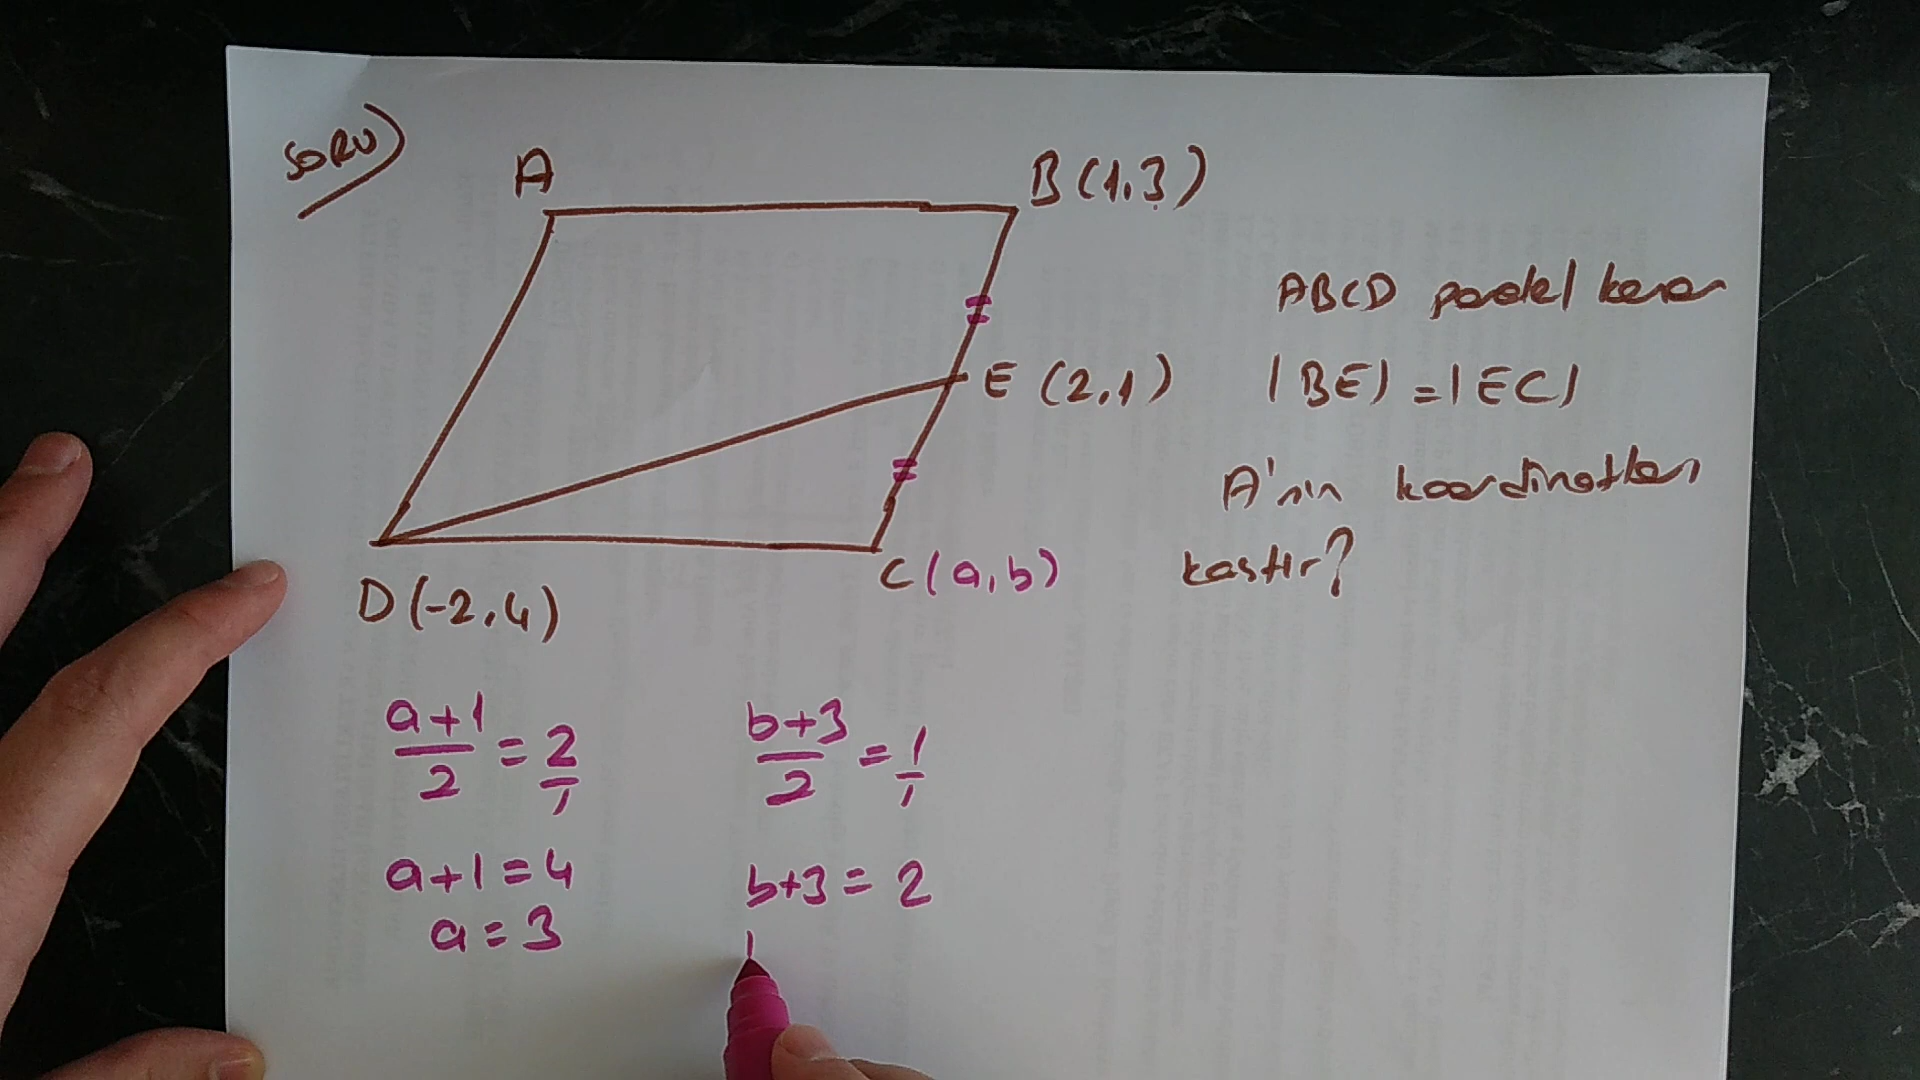 SORU)
A
B(1,3)
ABCD paralel kenar
E(2,1)
|BE|=|EC|
A'nın koordinatları
kaçtır?
C(a,b)
D(-2,4)
a+1/2 = 2/1
b+3/2 = 1/1
a+1=4
b+3=2
a=3